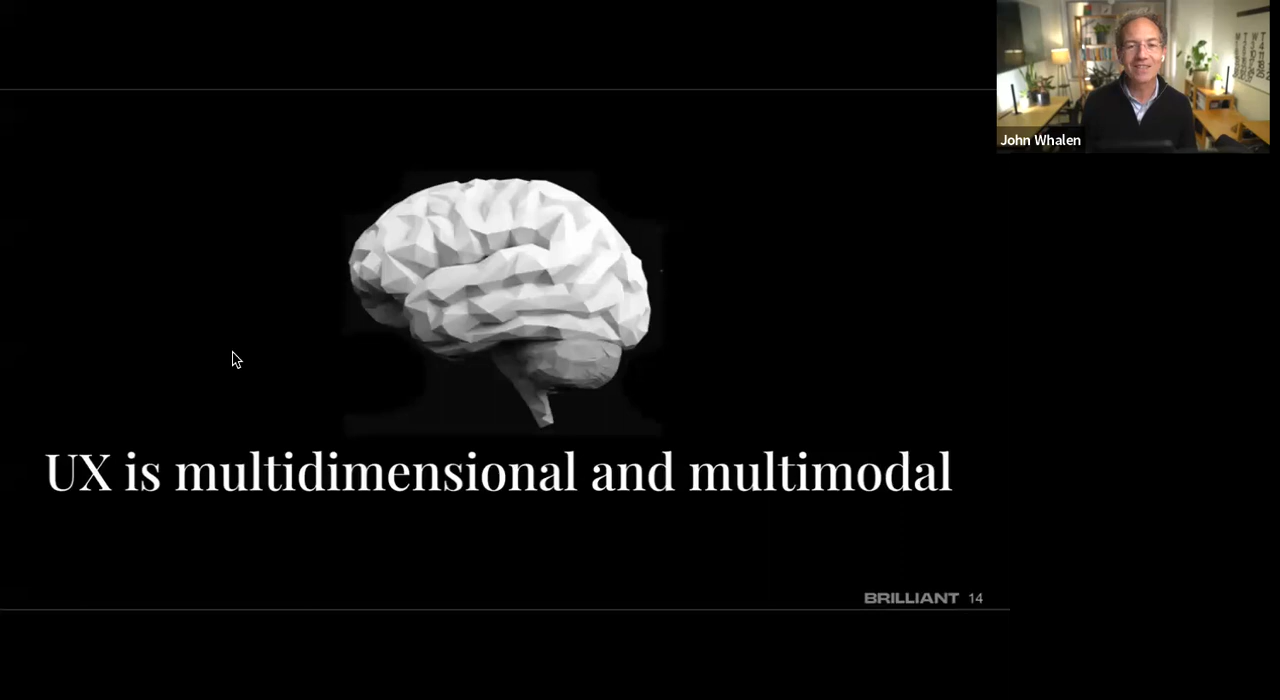 John Whalen
UX is multidimensional and multimodal
BRILLIANT 14